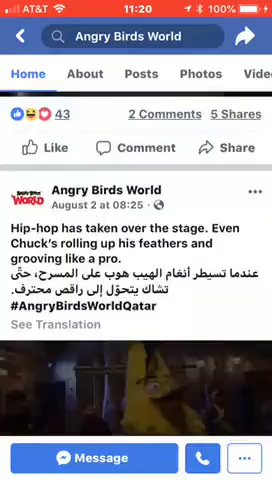 AT&T 11:20 100%
Angry Birds World
Home About Posts Photos Vide
43 2 Comments 5 Shares
Like Comment Share
ANGRY BIRDS WORLD
Angry Birds World
August 2 at 08:25 ·
Hip-hop has taken over the stage. Even
Chuck's rolling up his feathers and
grooving like a pro.
عندما تسيطر أنغام الهيب هوب على المسرح، حتّى
تشاك يتحوّل إلى راقص محترف.
#AngryBirdsWorldQatar
See Translation
Message